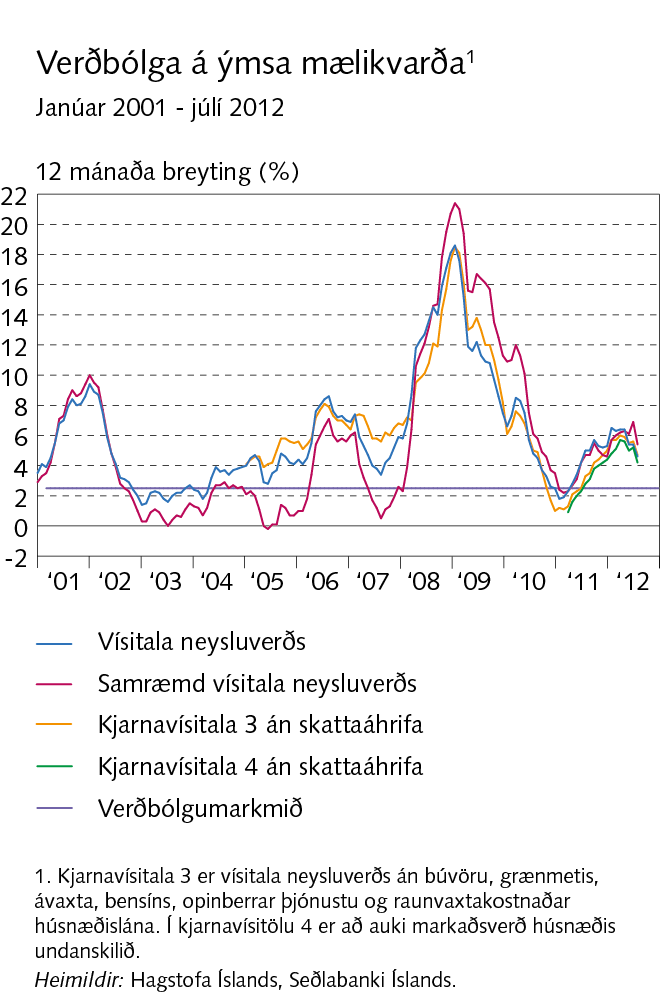 Verðbólga á ýmsa mælikvarða¹
Janúar 2001 - júlí 2012
12 mánaða breyting (%)
22
20
18
16
14
12
10
8
6
4
2
0
-2
‘01 ‘02 ‘03 ‘04 ‘05 ‘06 ‘07 ‘08 ‘09 ‘10 ‘11 ‘12
Vísitala neysluverðs
Samræmd vísitala neysluverðs
Kjarnavísitala 3 án skattaáhrifa
Kjarnavísitala 4 án skattaáhrifa
Verðbólgumarkmið
1. Kjarnavísitala 3 er vísitala neysluverðs án búvöru, grænmetis,
ávaxta, bensíns, opinberrar þjónustu og raunvaxtakostnaðar
húsnæðislána. Í kjarnavísitölu 4 er að auki markaðsverð húsnæðis
undanskilið.
Heimildir: Hagstofa Íslands, Seðlabanki Íslands.